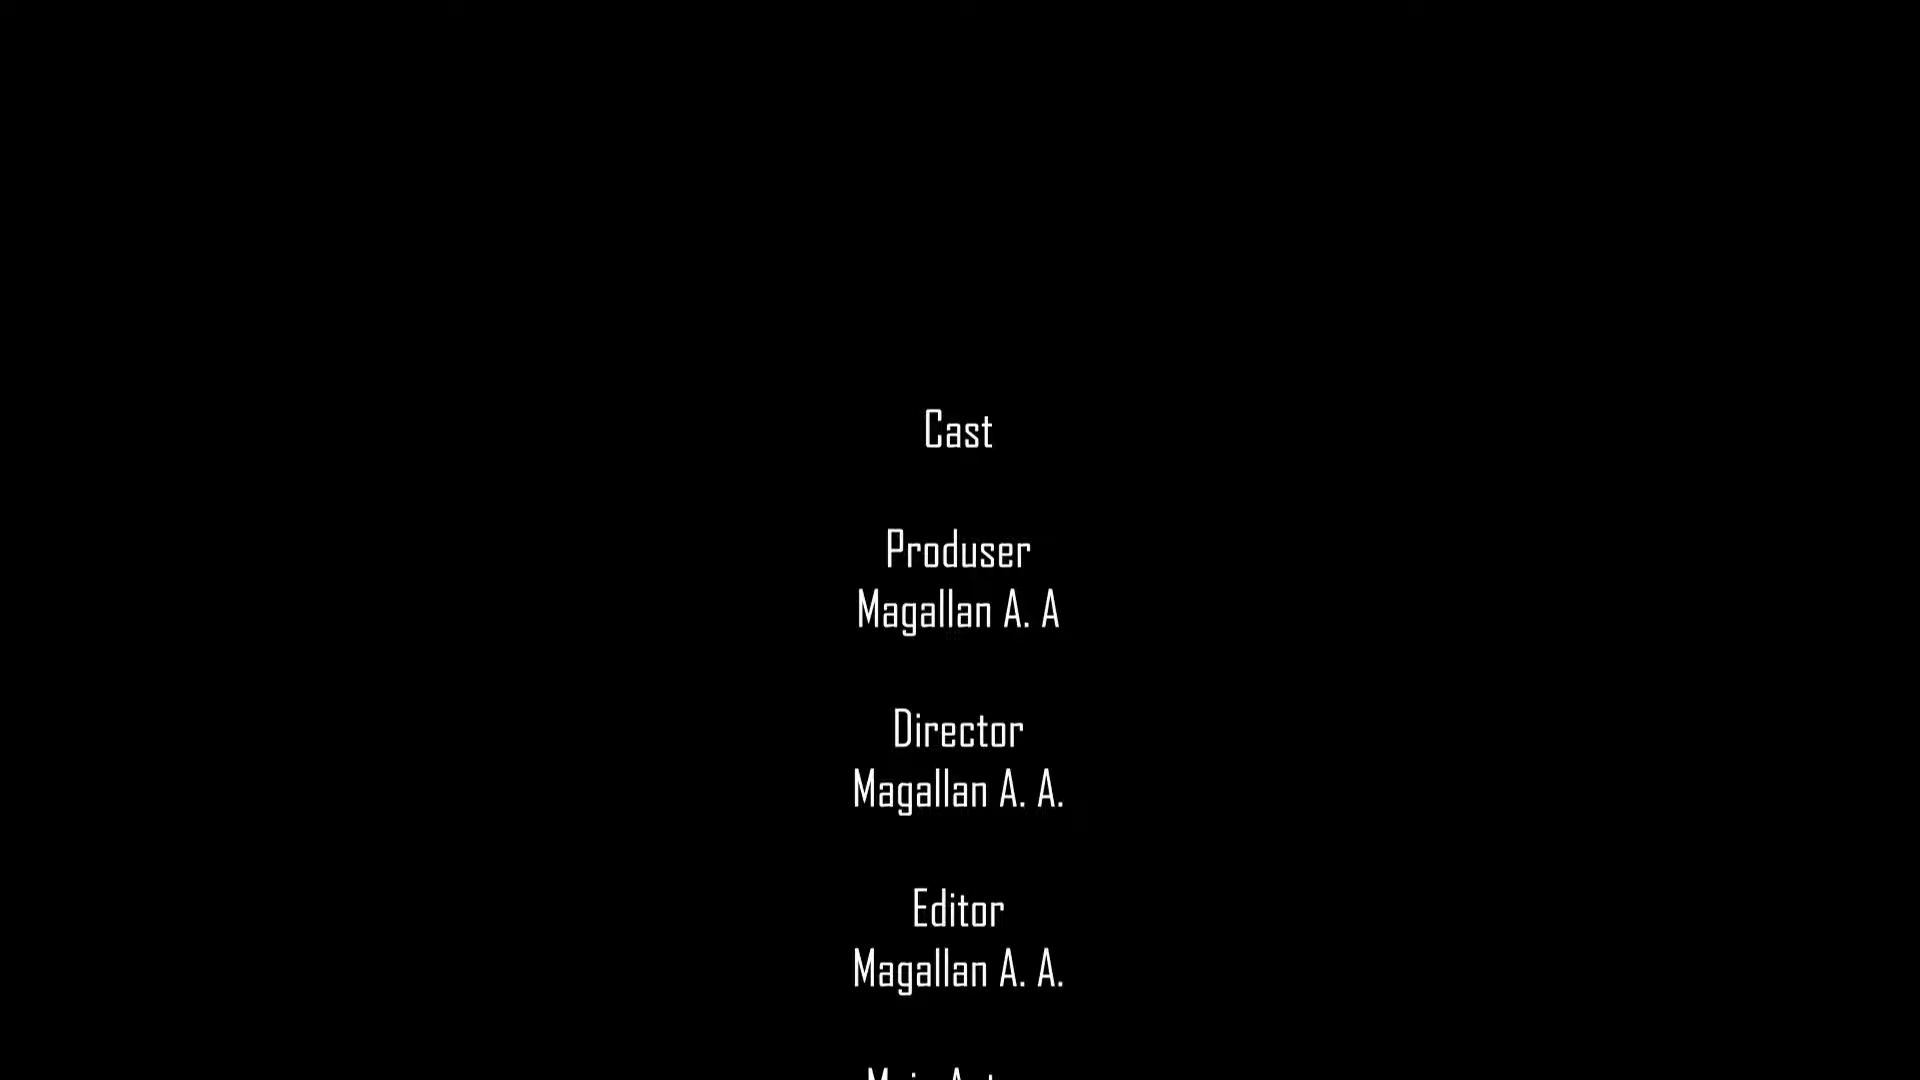 Cast
Produser
Magallan A. A
Director
Magallan A. A.
Editor
Magallan A. A.